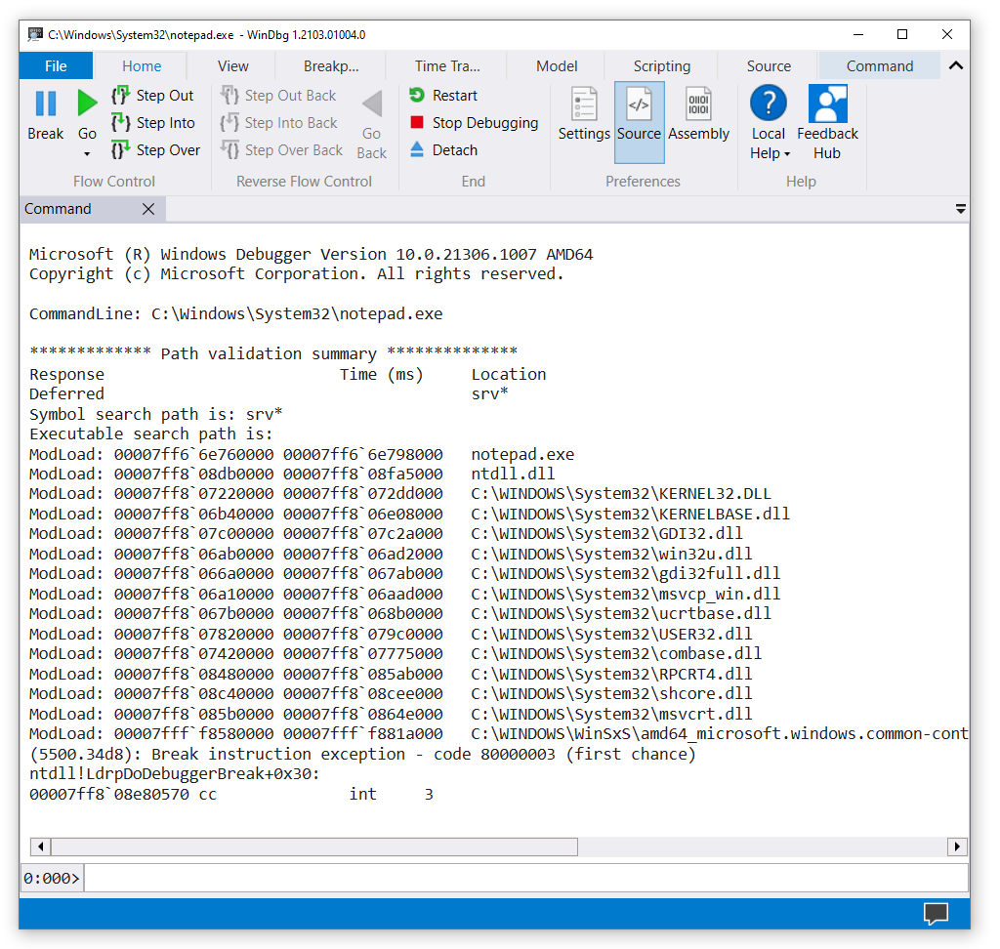 C:\Windows\System32\notepad.exe - WinDbg 1.2103.01004.0
File Home View Breakp... Time Tra... Model Scripting Source Command
Break
Go
Step Out
Step Into
Step Over
Flow Control
Step Out Back
Step Into Back
Step Over Back
Go
Back
Reverse Flow Control
Restart
Stop Debugging
Detach
End
Settings
Source
Assembly
Preferences
Local
Help
Feedback
Hub
Help
Command
Microsoft (R) Windows Debugger Version 10.0.21306.1007 AMD64
Copyright (c) Microsoft Corporation. All rights reserved.
CommandLine: C:\Windows\System32\notepad.exe
************* Path validation summary **************
Response                         Time (ms)     Location
Deferred                                       srv*
Symbol search path is: srv*
Executable search path is:
ModLoad: 00007ff6`6e760000 00007ff6`6e798000   notepad.exe
ModLoad: 00007ff8`08db0000 00007ff8`08fa5000   ntdll.dll
ModLoad: 00007ff8`07220000 00007ff8`072dd000   C:\WINDOWS\System32\KERNEL32.DLL
ModLoad: 00007ff8`06b40000 00007ff8`06e08000   C:\WINDOWS\System32\KERNELBASE.dll
ModLoad: 00007ff8`07c00000 00007ff8`07c2a000   C:\WINDOWS\System32\GDI32.dll
ModLoad: 00007ff8`06ab0000 00007ff8`06ad2000   C:\WINDOWS\System32\win32u.dll
ModLoad: 00007ff8`066a0000 00007ff8`067ab000   C:\WINDOWS\System32\gdi32full.dll
ModLoad: 00007ff8`06a10000 00007ff8`06aad000   C:\WINDOWS\System32\msvcp_win.dll
ModLoad: 00007ff8`067b0000 00007ff8`068b0000   C:\WINDOWS\System32\ucrtbase.dll
ModLoad: 00007ff8`07820000 00007ff8`079c0000   C:\WINDOWS\System32\USER32.dll
ModLoad: 00007ff8`07420000 00007ff8`07775000   C:\WINDOWS\System32\combase.dll
ModLoad: 00007ff8`08480000 00007ff8`085ab000   C:\WINDOWS\System32\RPCRT4.dll
ModLoad: 00007ff8`08c40000 00007ff8`08cee000   C:\WINDOWS\System32\shcore.dll
ModLoad: 00007ff8`085b0000 00007ff8`0864e000   C:\WINDOWS\System32\msvcrt.dll
ModLoad: 00007fff`f8580000 00007fff`f881a000   C:\WINDOWS\WinSxS\amd64_microsoft.windows.common-cont
(5500.34d8): Break instruction exception - code 80000003 (first chance)
ntdll!LdrpDoDebuggerBreak+0x30:
00007ff8`08e80570 cc              int     3
0:000>